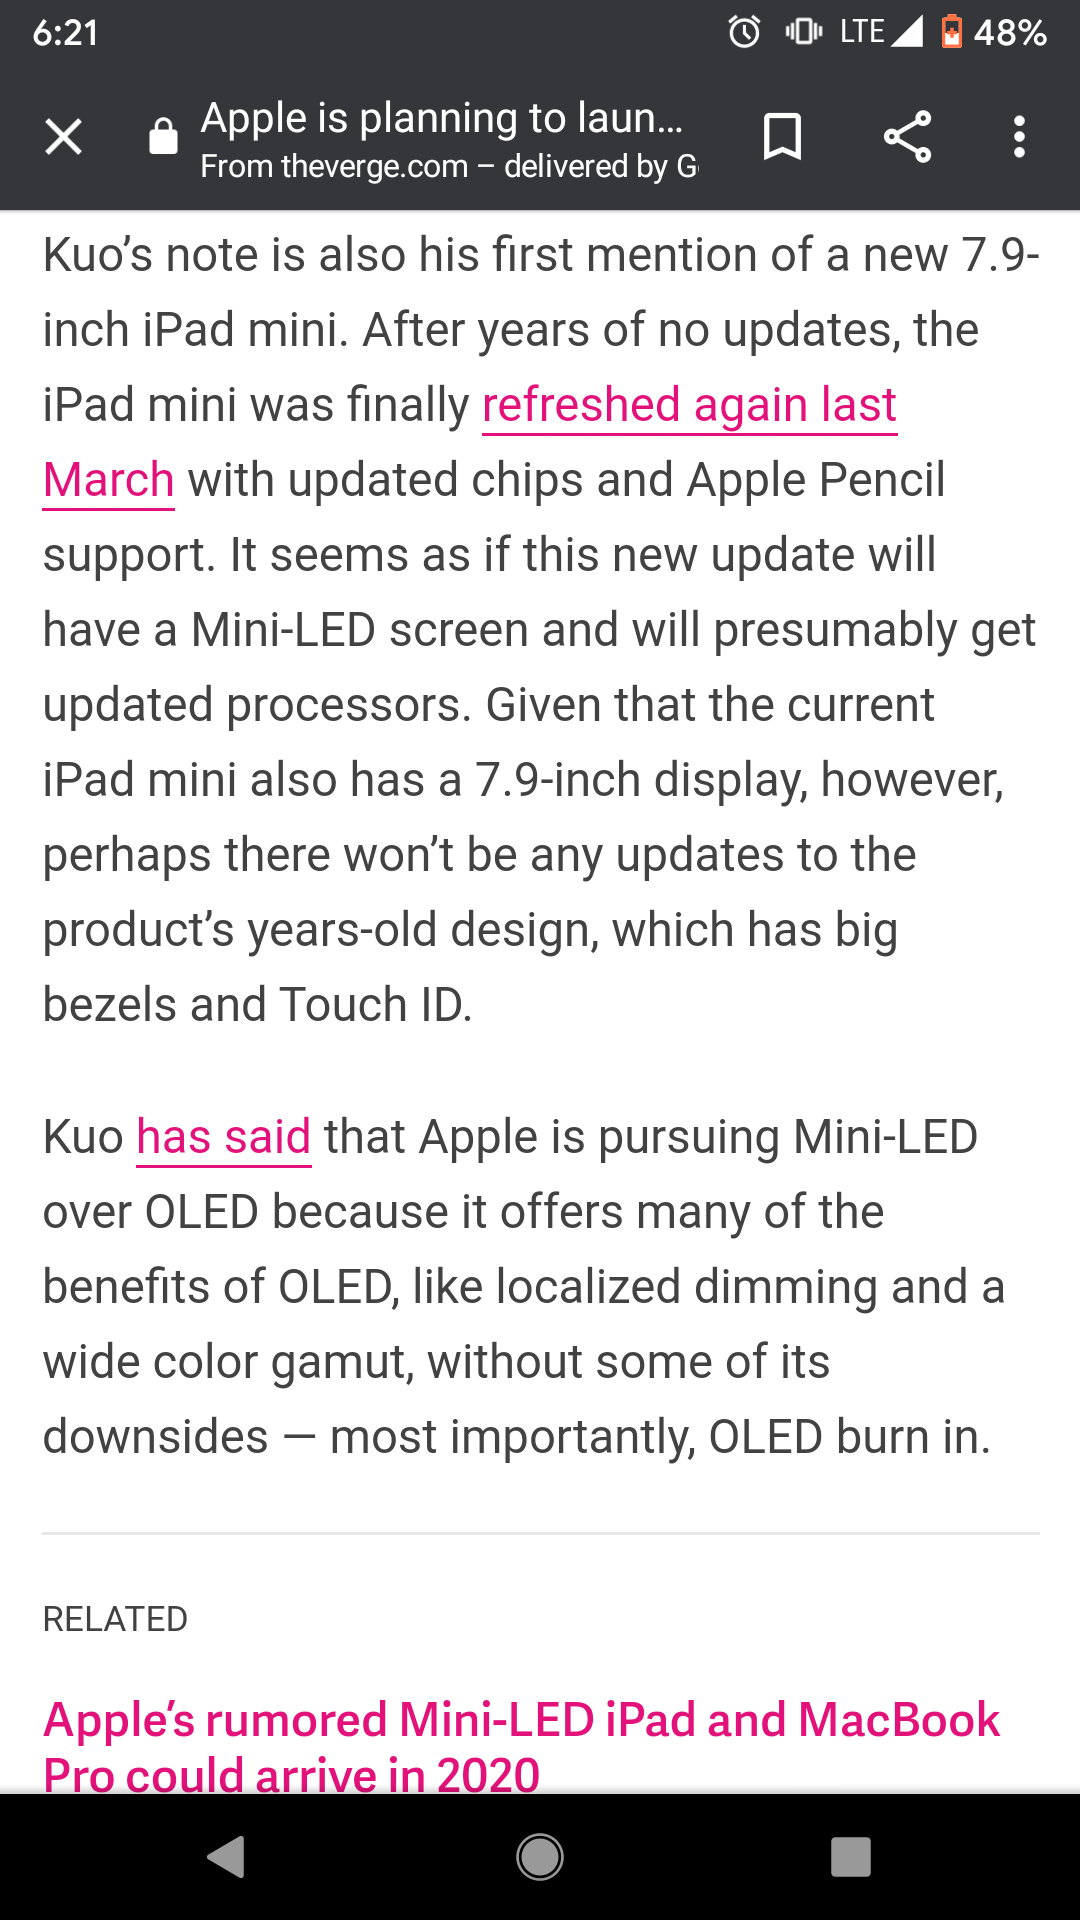 6:21
LTE
48%
Apple is planning to laun...
From theverge.com – delivered by G
Kuo’s note is also his first mention of a new 7.9-
inch iPad mini. After years of no updates, the
iPad mini was finally refreshed again last
March with updated chips and Apple Pencil
support. It seems as if this new update will
have a Mini-LED screen and will presumably get
updated processors. Given that the current
iPad mini also has a 7.9-inch display, however,
perhaps there won’t be any updates to the
product’s years-old design, which has big
bezels and Touch ID.
Kuo has said that Apple is pursuing Mini-LED
over OLED because it offers many of the
benefits of OLED, like localized dimming and a
wide color gamut, without some of its
downsides — most importantly, OLED burn in.
RELATED
Apple’s rumored Mini-LED iPad and MacBook
Pro could arrive in 2020